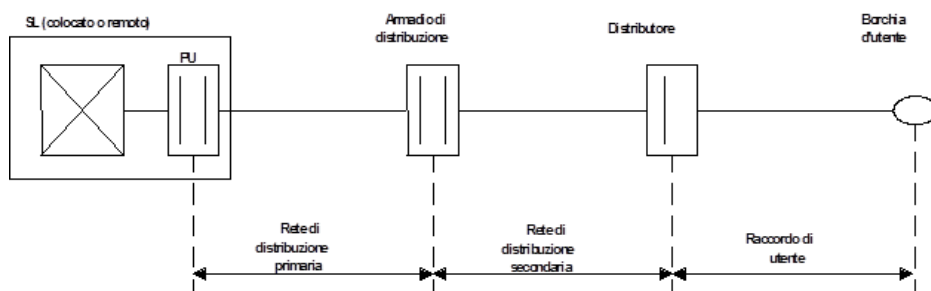 SL (colocato o remoto)
Armadio di
distribuzione
Distributore
Borchia
d'utente
PU
Rete di
distribuzione
primaria
Rete di
distribuzione
secondaria
Raccordo di
utente